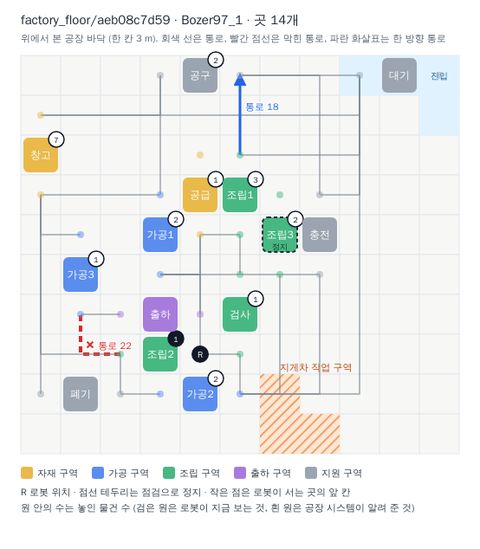 factory_floor/aeb08c7d59 · Bozer97_1 · 곳 14개
위에서 본 공장 바닥 (한 칸 3 m). 회색 선은 통로, 빨간 점선은 막힌 통로, 파란 화살표는 한 방향 통로
2
공구
대기
진입
통로 18
7
창고
1
공급
3
조립1
2
가공1
2
조립3
정지
충전
1
가공3
출하
1
검사
통로 22
1
조립2
R
지게차 작업 구역
폐기
2
가공2
자재 구역
가공 구역
조립 구역
출하 구역
지원 구역
R 로봇 위치 · 점선 테두리는 점검으로 정지 · 작은 점은 로봇이 서는 곳의 앞 칸
원 안의 수는 놓인 물건 수 (검은 원은 로봇이 지금 보는 것, 흰 원은 공장 시스템이 알려 준 것)